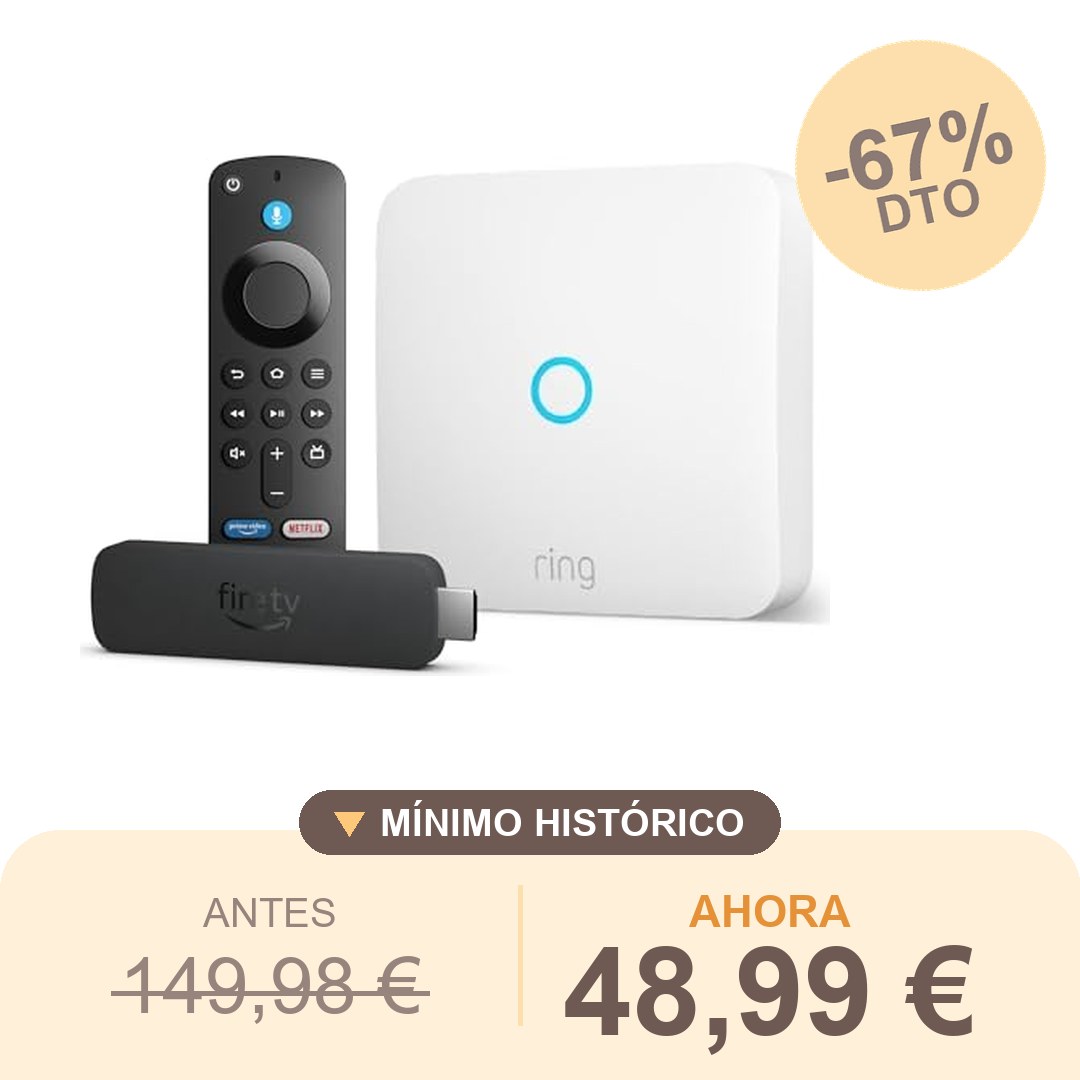 -67%
DTO
prime video
NETFLIX
fire tv
ring
MÍNIMO HISTÓRICO
ANTES
149,98 €
AHORA
48,99 €